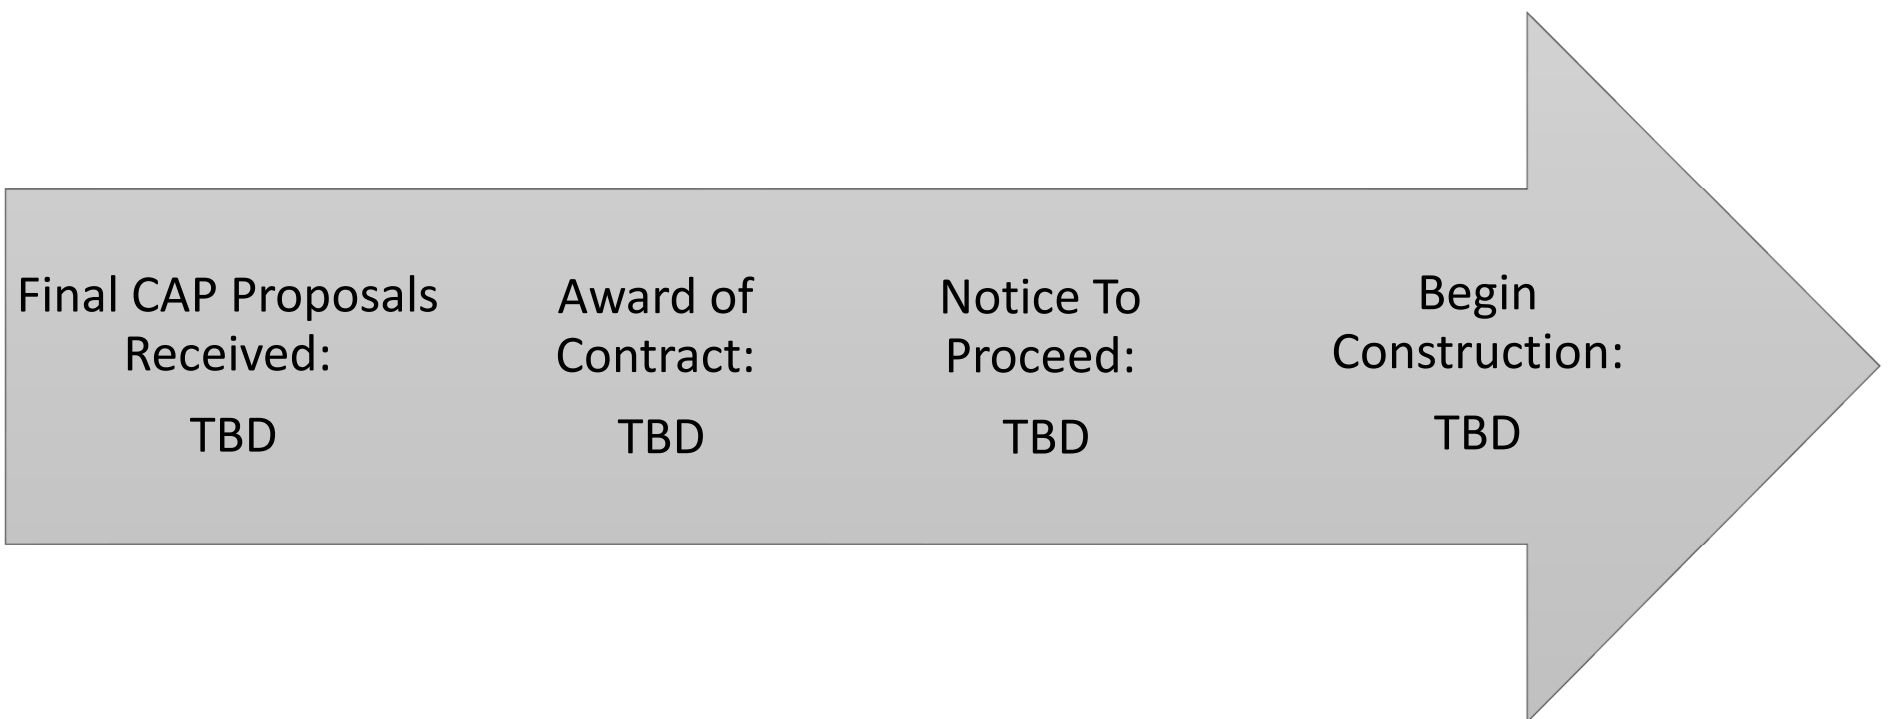 Final CAP Proposals
Received:
TBD
Award of
Contract:
TBD
Notice To
Proceed:
TBD
Begin
Construction:
TBD